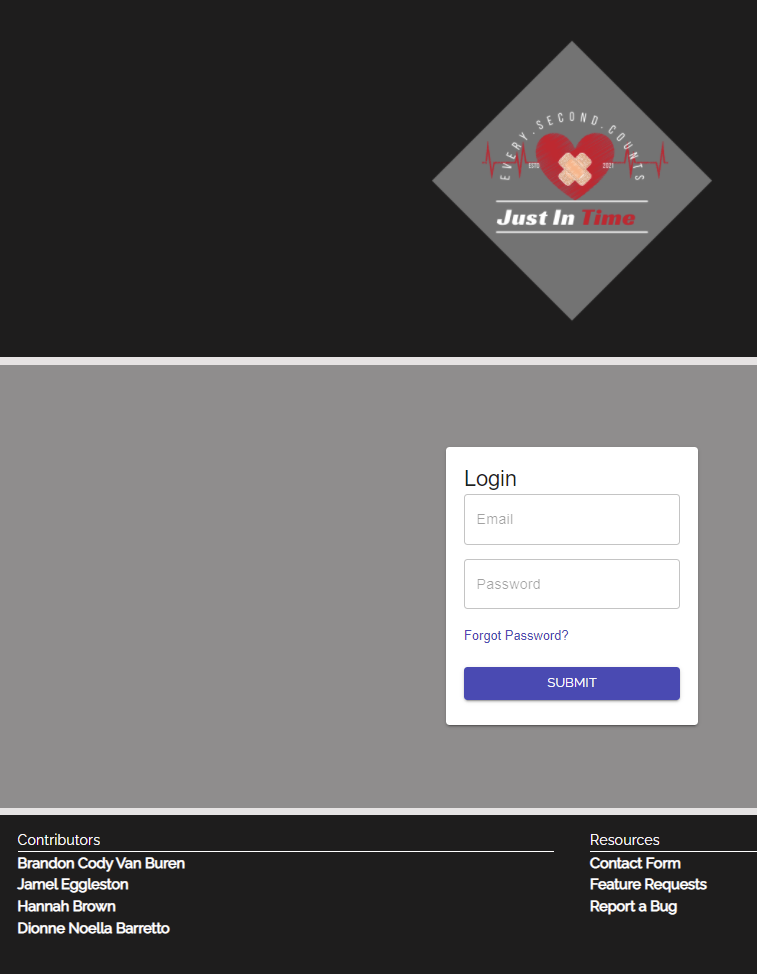 EVERY.SECOND.COUNTS
ESTD 2021
Just In Time
Login
Email
Password
Forgot Password?
SUBMIT
Contributors
Brandon Cody Van Buren
Jamel Eggleston
Hannah Brown
Dionne Noella Barretto
Resources
Contact Form
Feature Requests
Report a Bug